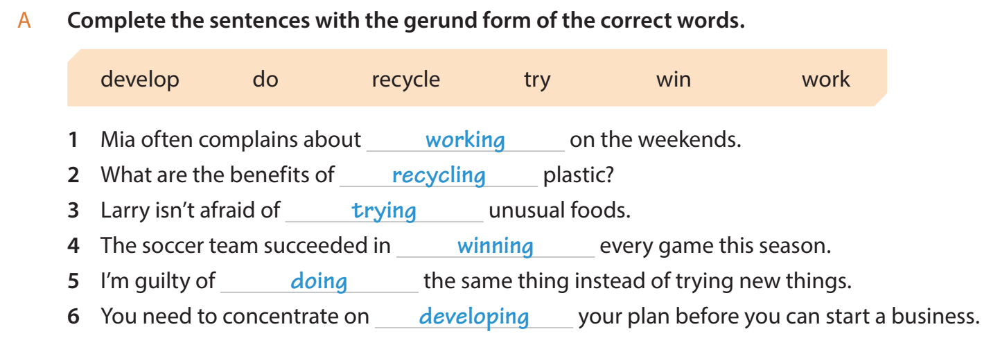 A Complete the sentences with the gerund form of the correct words.
develop do recycle try win work
1 Mia often complains about working on the weekends.
2 What are the benefits of recycling plastic?
3 Larry isn’t afraid of trying unusual foods.
4 The soccer team succeeded in winning every game this season.
5 I’m guilty of doing the same thing instead of trying new things.
6 You need to concentrate on developing your plan before you can start a business.